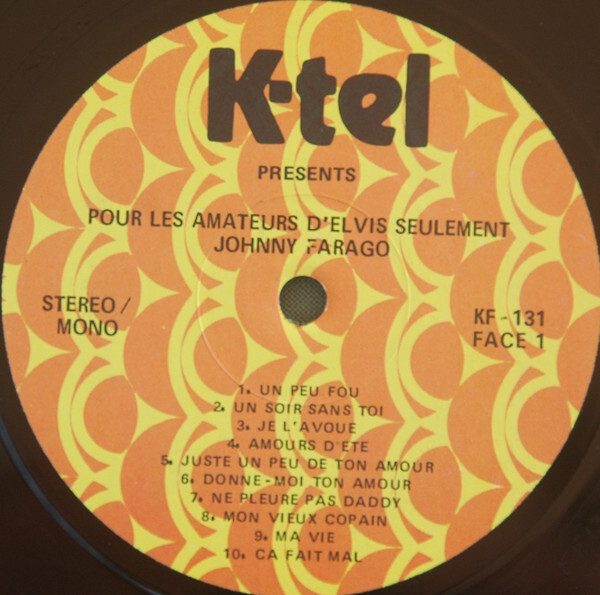 K-tel
PRESENTS
POUR LES AMATEURS D'ELVIS SEULEMENT
JOHNNY FARAGO
STEREO /
MONO
KF-131
FACE 1
1. UN PEU FOU
2. UN SOIR SANS TOI
3. JE L'AVOUE
4. AMOURS D'ETE
5. JUSTE UN PEU DE TON AMOUR
6. DONNE-MOI TON AMOUR
7. NE PLEURE PAS DADDY
8. MON VIEUX COPAIN
9. MA VIE
10. CA FAIT MAL